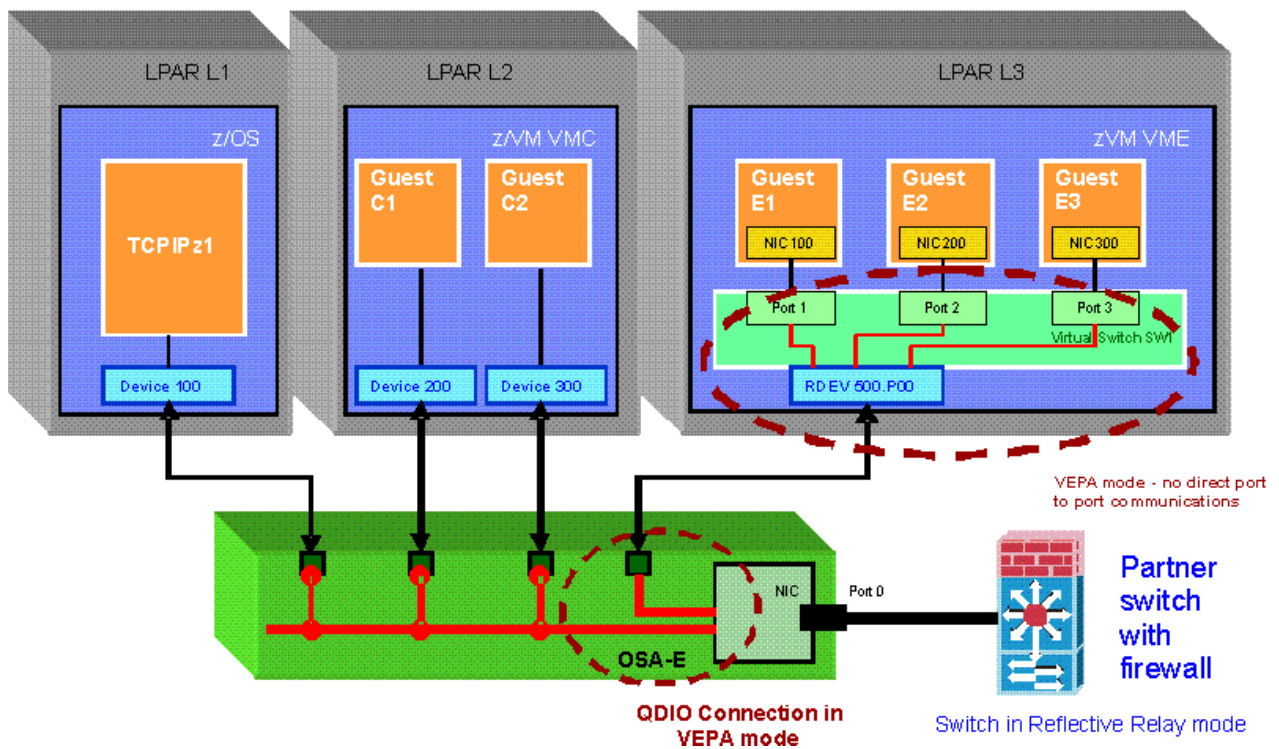 LPAR L1
LPAR L2
LPAR L3
z/OS
z/VM VMC
zVM VME
TCPIPz1
Guest
C1
Guest
C2
Guest
E1
Guest
E2
Guest
E3
NIC100
NIC200
NIC300
Port 1
Port 2
Port 3
Virtual Switch SW1
Device 100
Device 200
Device 300
RDEV 500.P00
VEPA mode - no direct port
to port communications
NIC
Port 0
OSA-E
Partner
switch
with
firewall
QDIO Connection in
VEPA mode
Switch in Reflective Relay mode